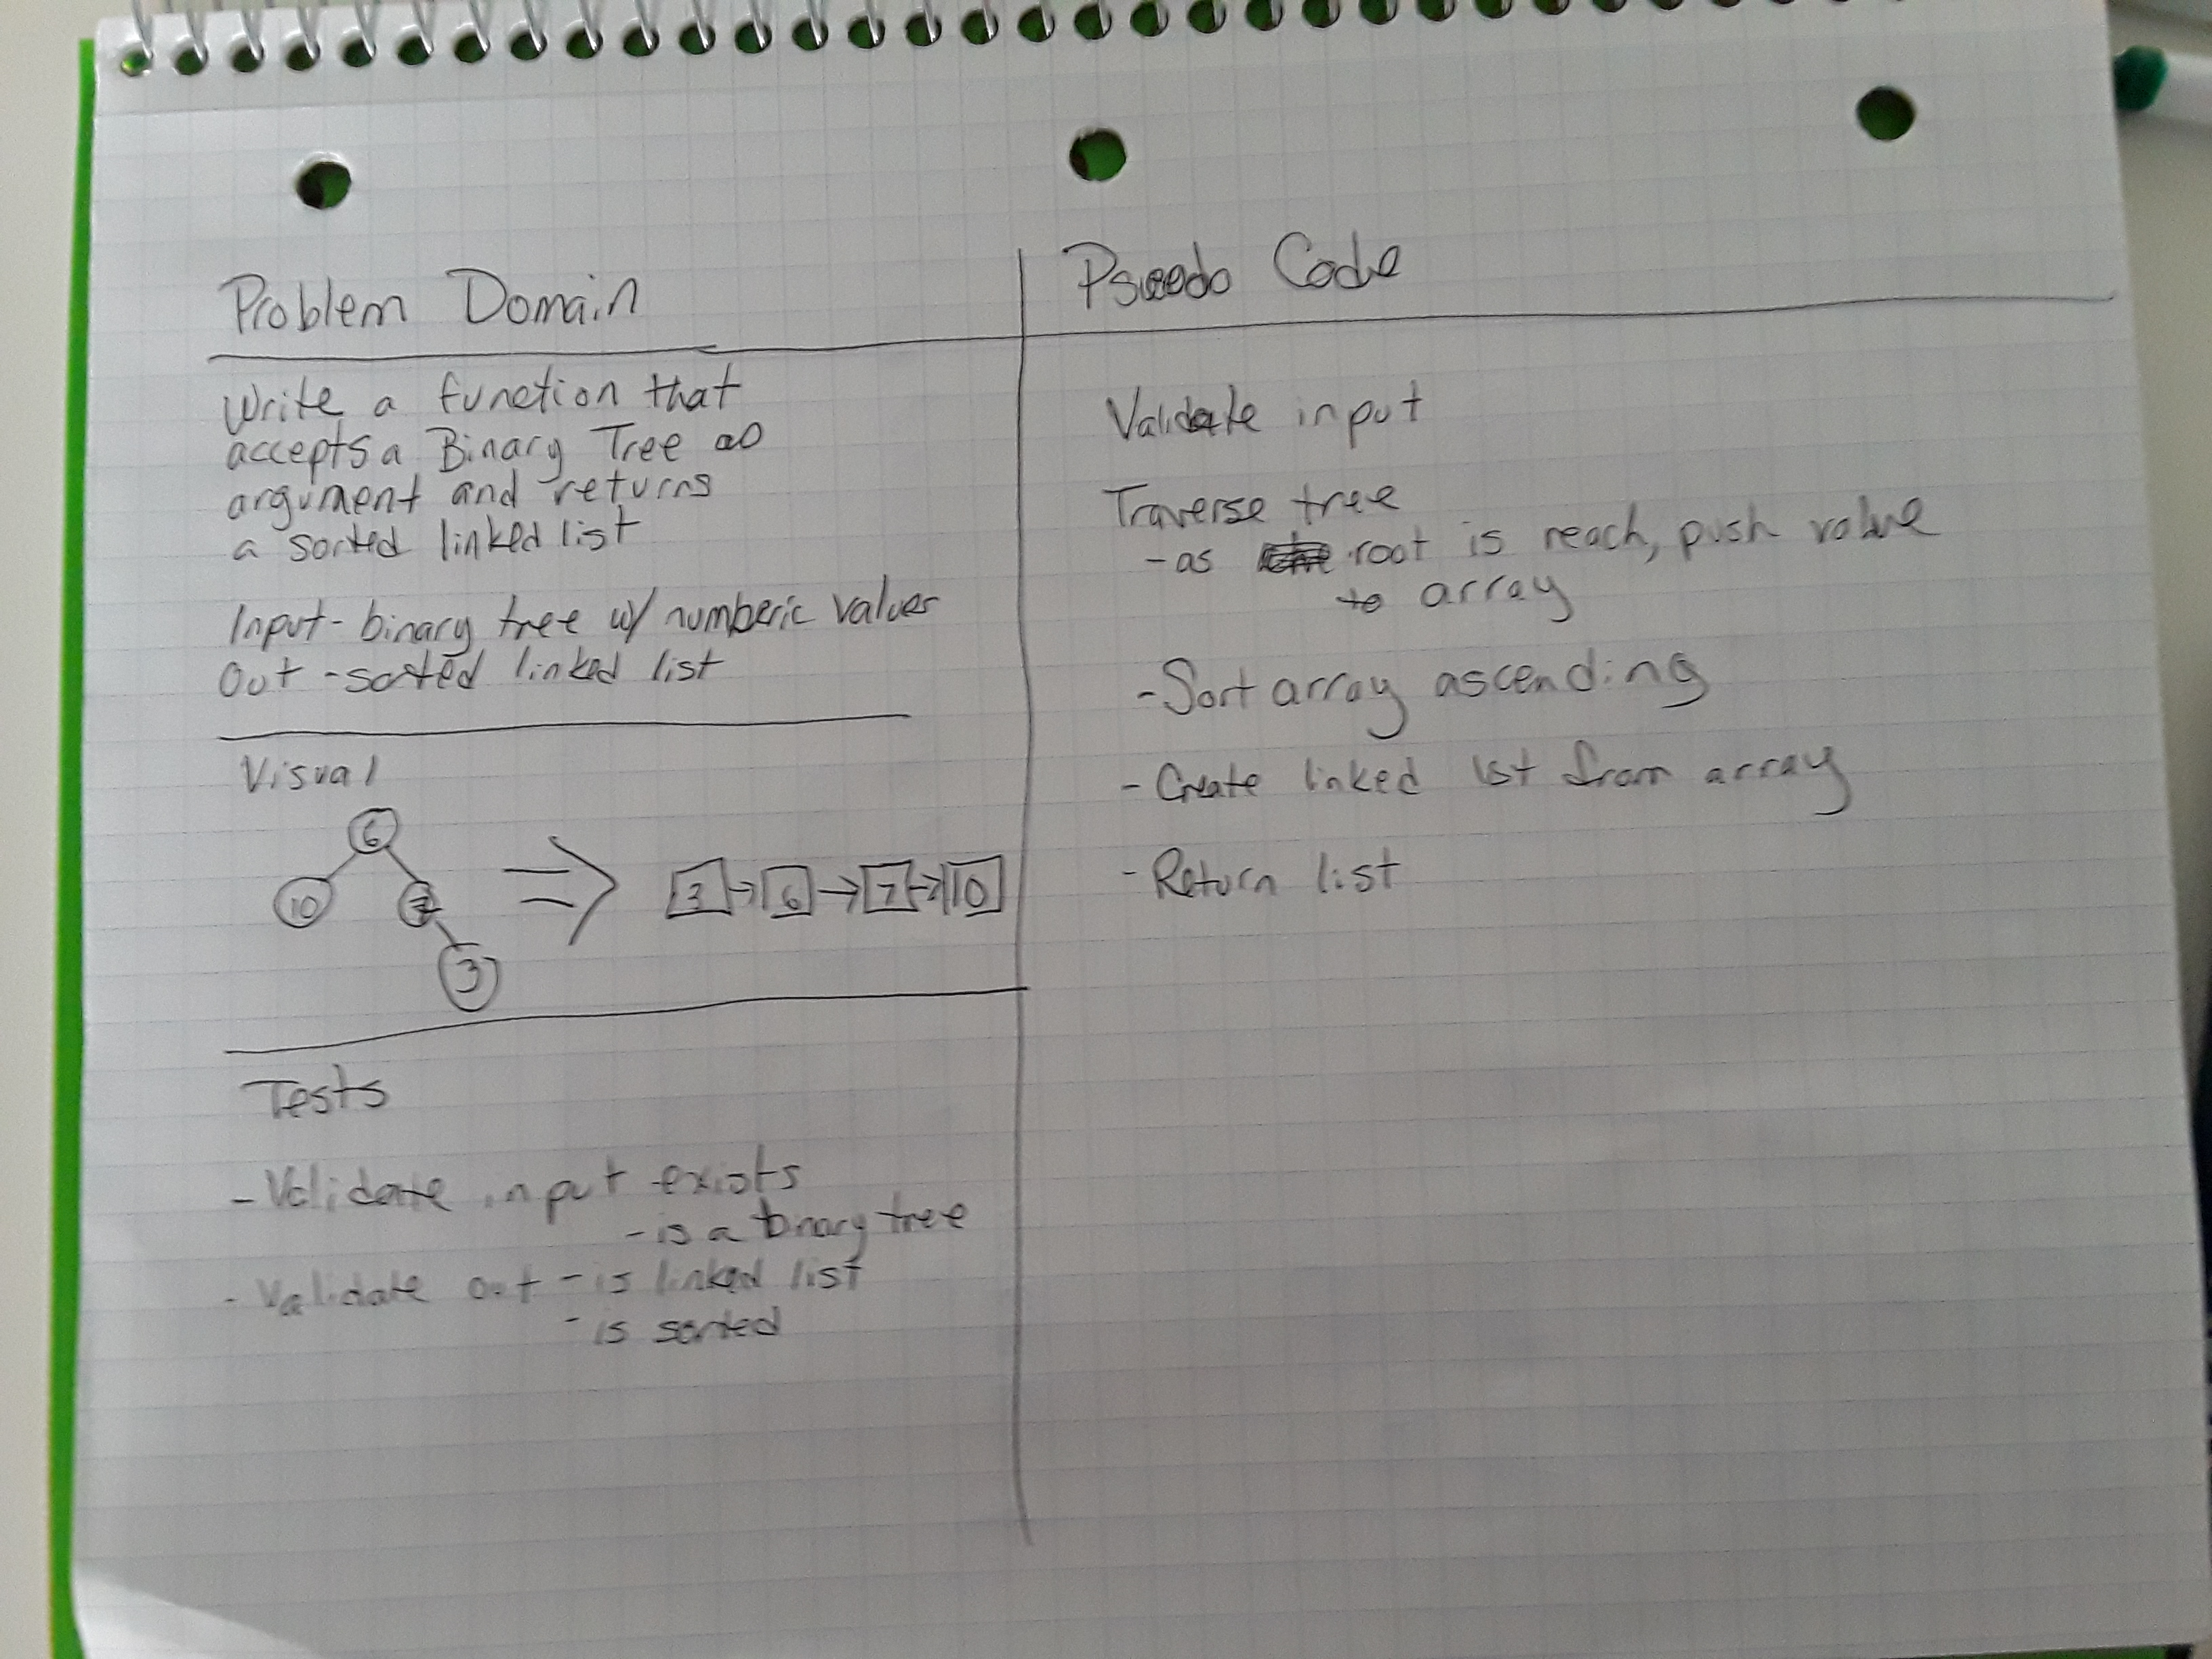 Problem Domain
Write a function that
accepts a Binary Tree as
argument and returns
a sorted linked list
Input - binary tree w/ numberic values
Out - sorted linked list
Visual
6
10 7
3
3 → 6 → 7 → 10
Tests
- Validate input exists
- is a binary tree
- Validate out - is linked list
- is sorted
Pseudo Code
Validate input
Traverse tree
- as root is reach, push value
to array
- Sort array ascending
- Create linked list from array
- Return list